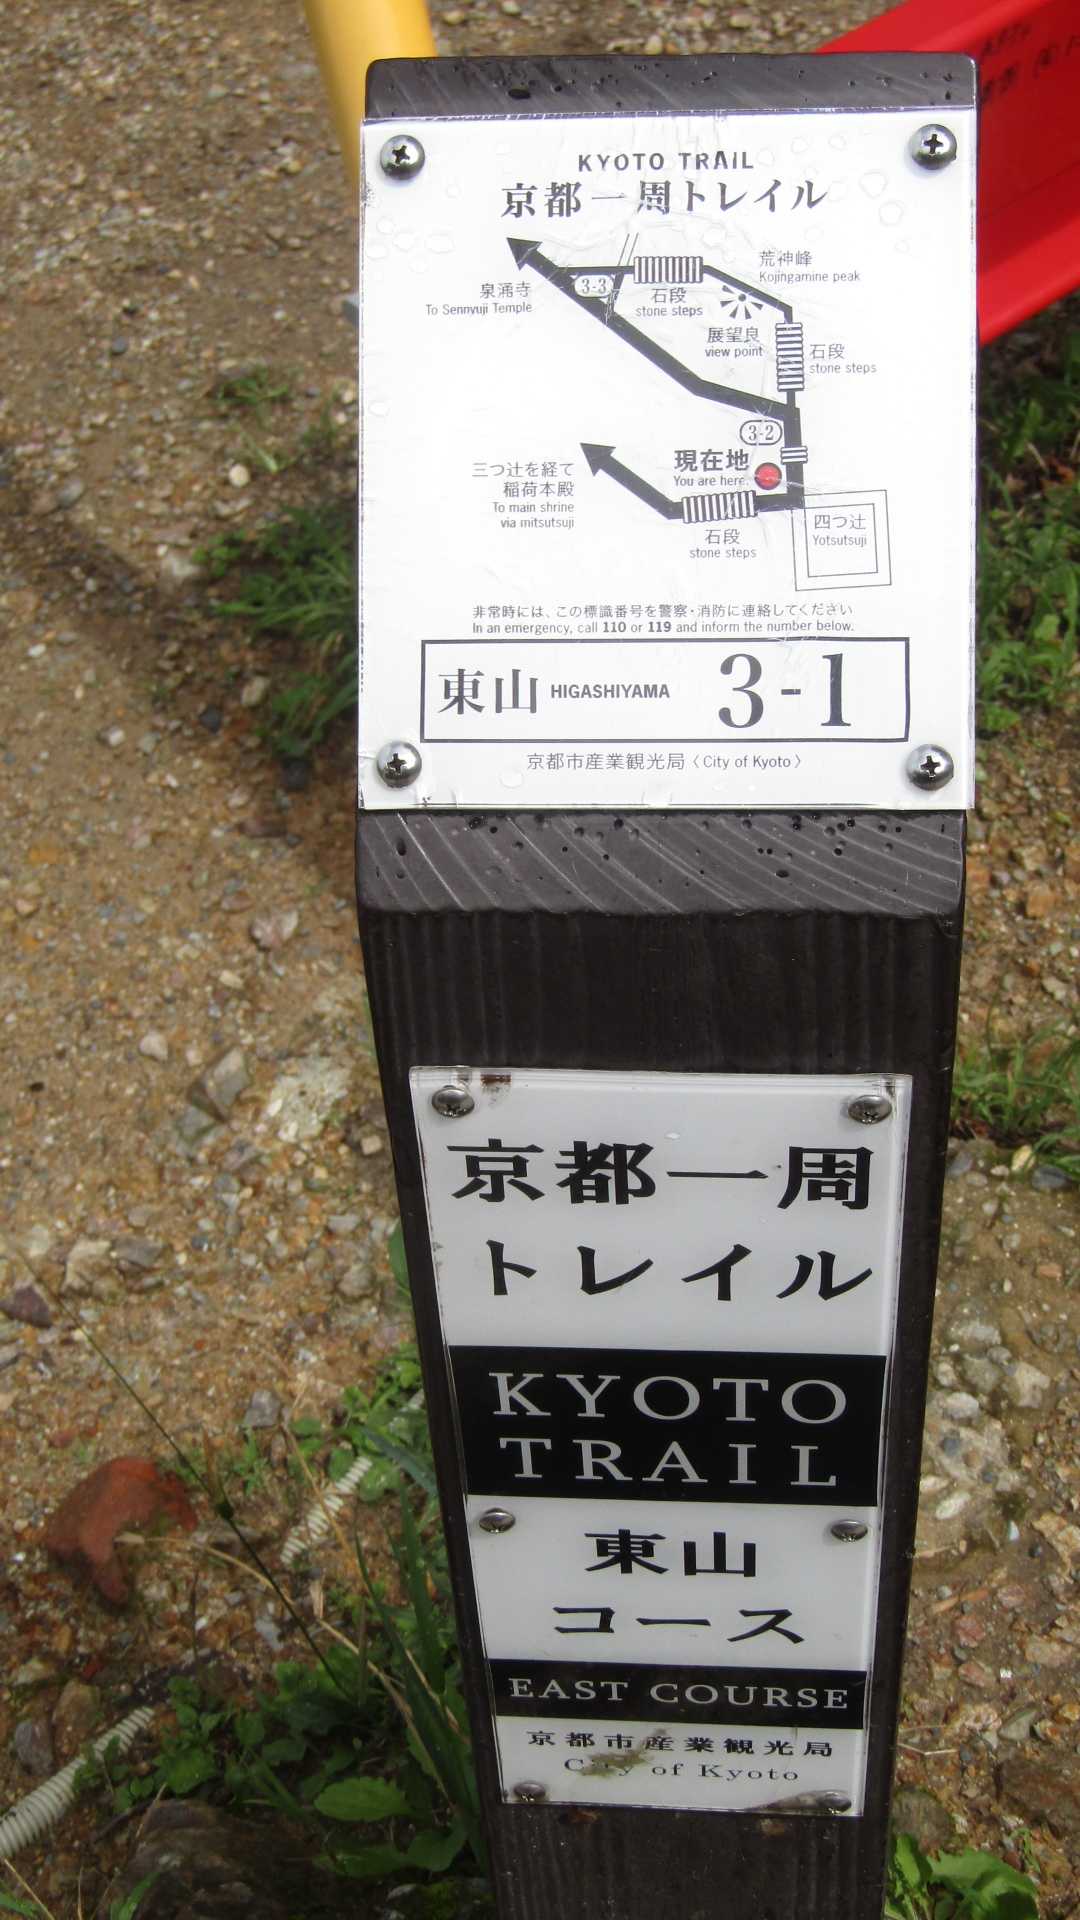 KYOTO TRAIL
京都一周トレイル
荒神峰
Kojingamine peak
3-3
泉涌寺
To Sennyuji Temple
石段
stone steps
展望良
view point
石段
stone steps
3-2
現在地
You are here.
三つ辻を経て
稲荷本殿
To main shrine
via mitsutsuji
四つ辻
Yotsutsuji
石段
stone steps
非常時には、この標識番号を警察・消防に連絡してください
In an emergency, call 110 or 119 and inform the number below.
東山 HIGASHIYAMA 3-1
京都市産業観光局〈City of Kyoto〉
京都一周
トレイル
KYOTO
TRAIL
東山
コース
EAST COURSE
京都市産業観光局
City of Kyoto